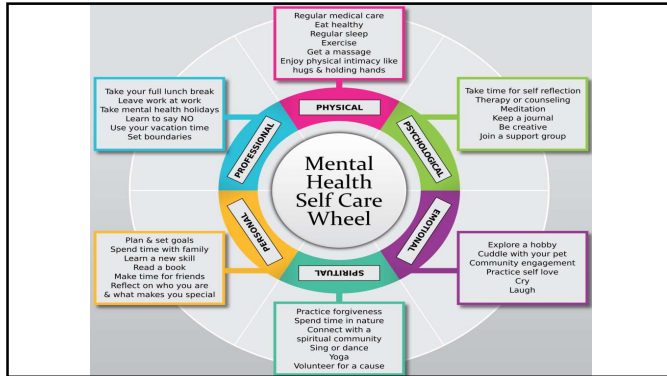 Regular medical care
Eat healthy
Regular sleep
Exercise
Get a massage
Enjoy physical intimacy like
hugs & holding hands
PHYSICAL
Take your full lunch break
Leave work at work
Take mental health holidays
Learn to say NO
Use your vacation time
Set boundaries
PROFESSIONAL
Take time for self reflection
Therapy or counseling
Meditation
Keep a journal
Be creative
Join a support group
PSYCHOLOGICAL
Mental
Health
Self Care
Wheel
Plan & set goals
Spend time with family
Learn a new skill
Read a book
Make time for friends
Reflect on who you are
& what makes you special
PERSONAL
Explore a hobby
Cuddle with your pet
Community engagement
Practice self love
Cry
Laugh
EMOTIONAL
SPIRITUAL
Practice forgiveness
Spend time in nature
Connect with a
spiritual community
Sing or dance
Yoga
Volunteer for a cause